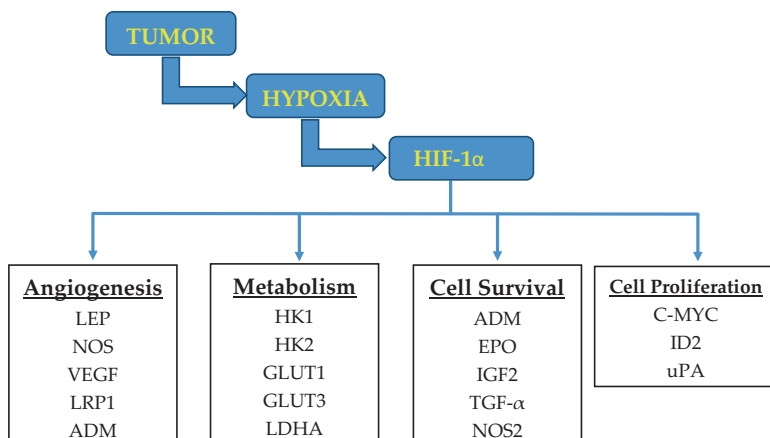 TUMOR
HYPOXIA
HIF-1α
Angiogenesis
LEP
NOS
VEGF
LRP1
ADM
Metabolism
HK1
HK2
GLUT1
GLUT3
LDHA
Cell Survival
ADM
EPO
IGF2
TGF-α
NOS2
Cell Proliferation
C-MYC
ID2
uPA